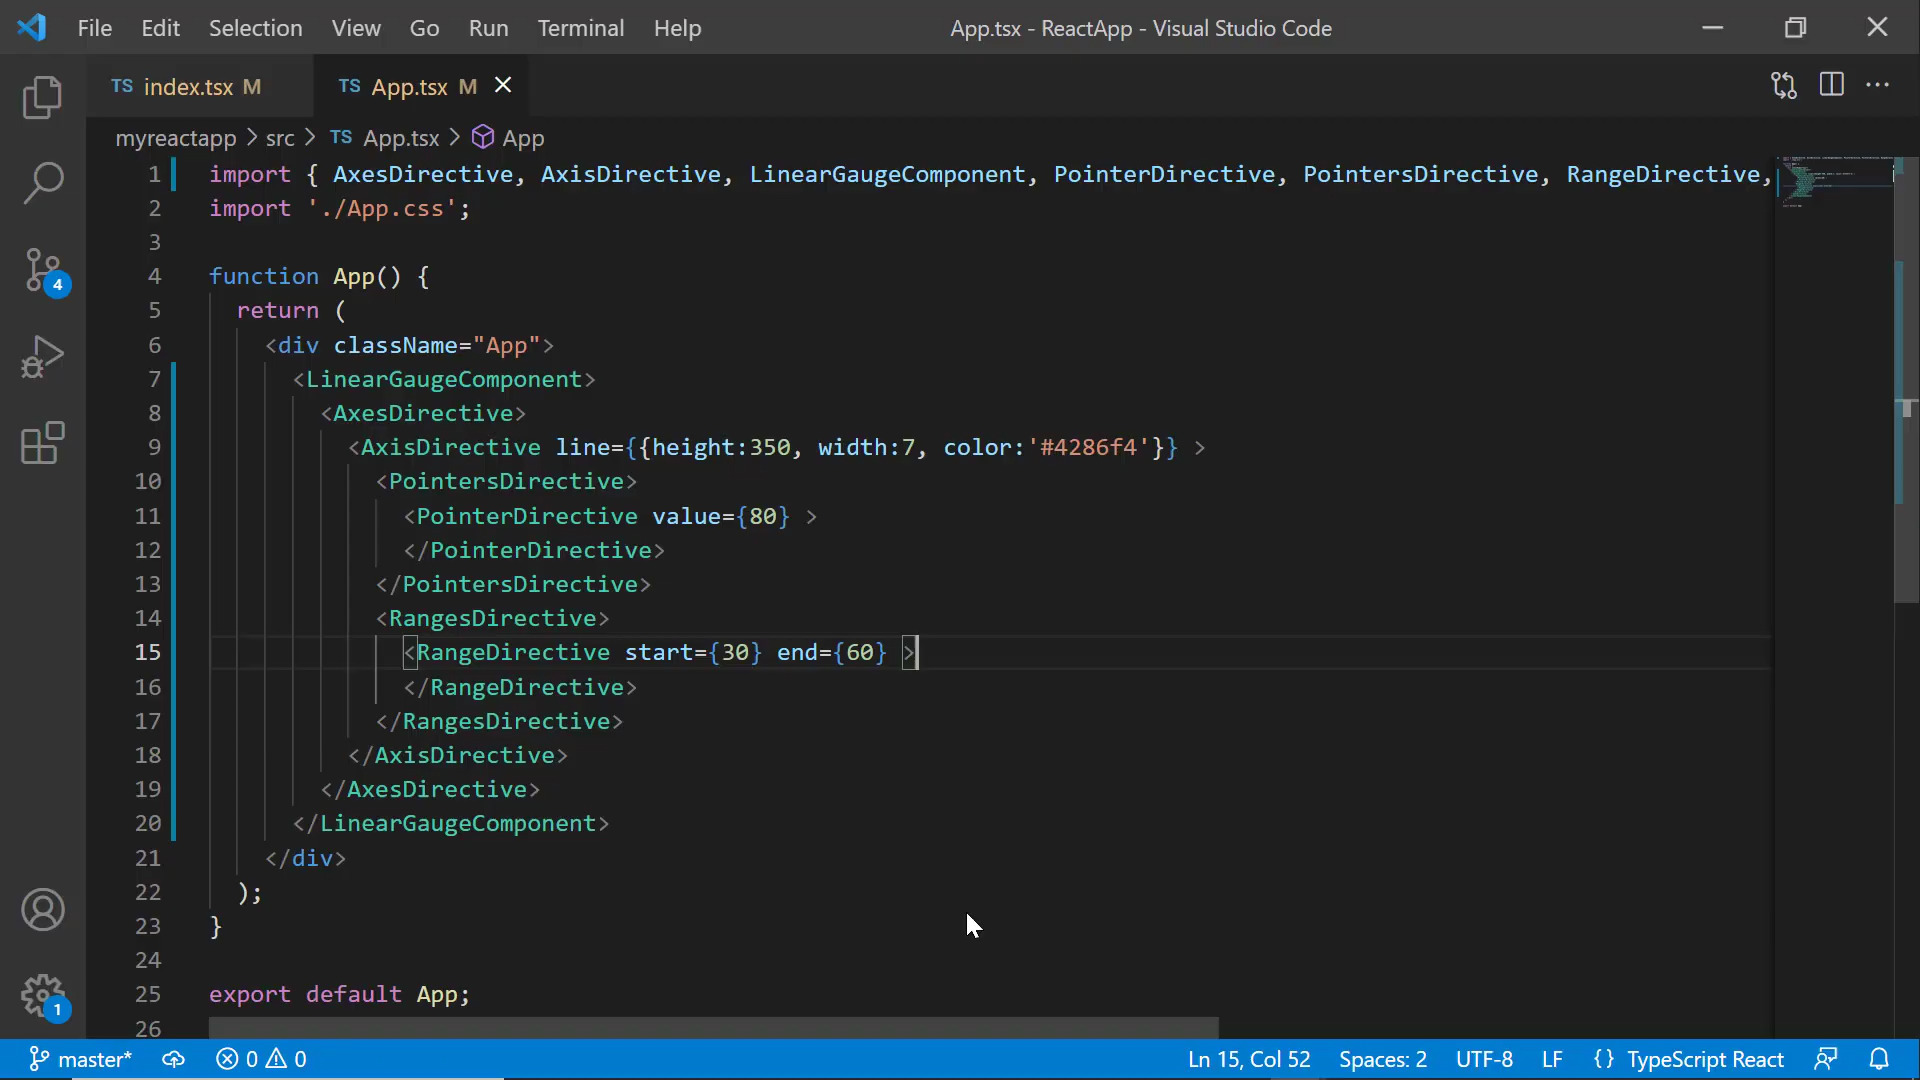 File Edit Selection View Go Run Terminal Help App.tsx - ReactApp - Visual Studio Code
TS index.tsx M TS App.tsx M
myreactapp > src > TS App.tsx > App
1 import { AxesDirective, AxisDirective, LinearGaugeComponent, PointerDirective, PointersDirective, RangeDirective,
2 import './App.css';
3
4 function App() {
5 return (
6 <div className="App">
7 <LinearGaugeComponent>
8 <AxesDirective>
9 <AxisDirective line={{height:350, width:7, color:'#4286f4'}} >
10 <PointersDirective>
11 <PointerDirective value={80} >
12 </PointerDirective>
13 </PointersDirective>
14 <RangesDirective>
15 <RangeDirective start={30} end={60} >
16 </RangeDirective>
17 </RangesDirective>
18 </AxisDirective>
19 </AxesDirective>
20 </LinearGaugeComponent>
21 </div>
22 );
23 }
24
25 export default App;
26
4
1
master* 0 0 Ln 15, Col 52 Spaces: 2 UTF-8 LF {} TypeScript React